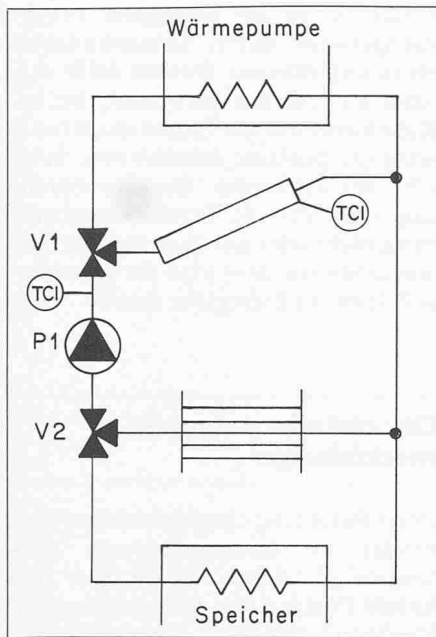 Wärmepumpe
TCI
V1
TCI
P1
V2
Speicher